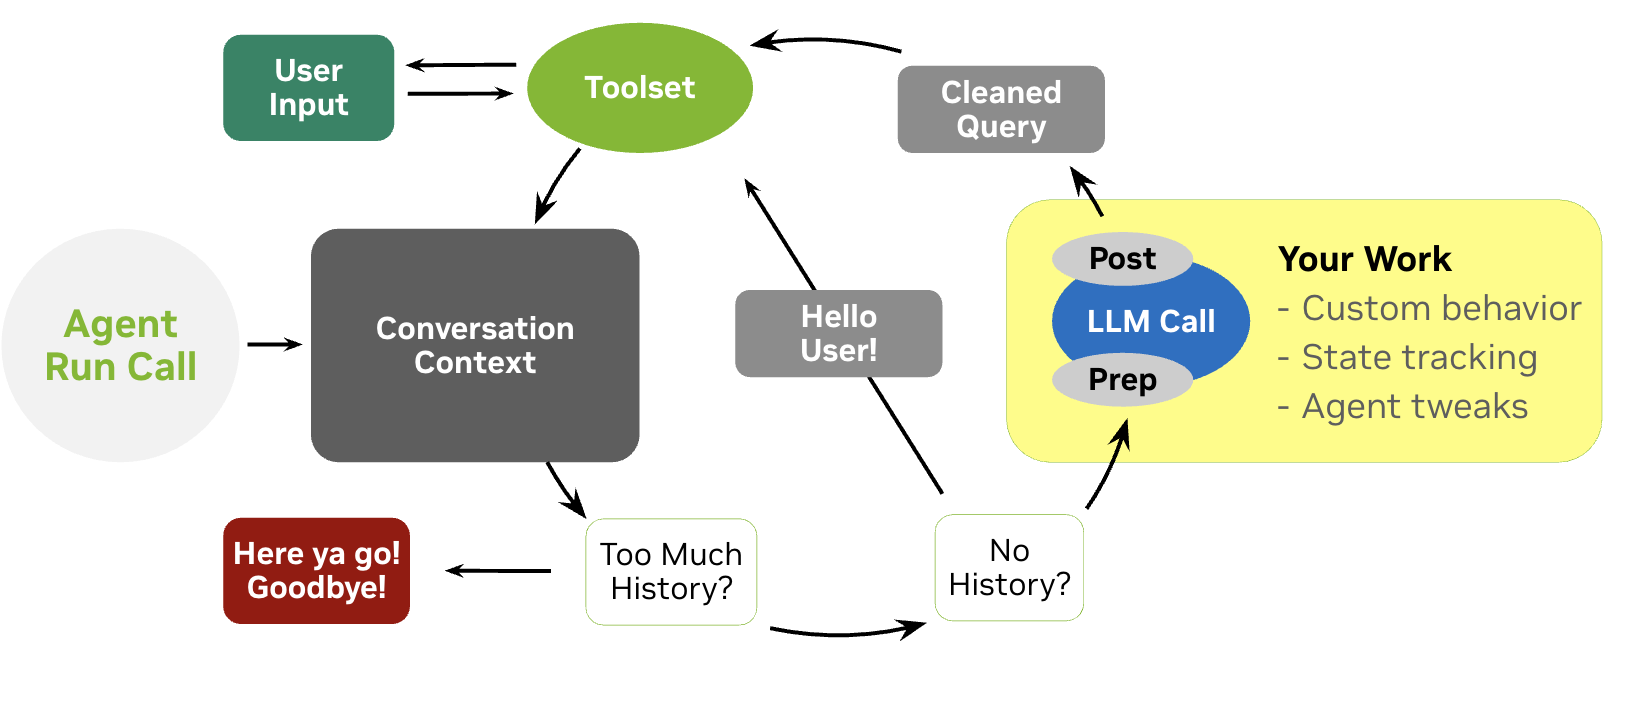 User
Input
Toolset
Cleaned
Query
Agent
Run Call
Conversation
Context
Hello
User!
Post
LLM Call
Prep
Your Work
- Custom behavior
- State tracking
- Agent tweaks
Here ya go!
Goodbye!
Too Much
History?
No
History?